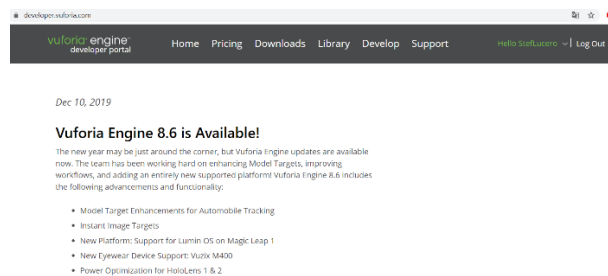 developer.vuforia.com
vuforia engine
developer portal
Home Pricing Downloads Library Develop Support
Hello StefLucero | Log Out
Dec 10, 2019
Vuforia Engine 8.6 is Available!
The new year may be just around the corner, but Vuforia Engine updates are available
now. The team has been working hard on enhancing Model Targets, improving
workflows, and adding an entirely new supported platform! Vuforia Engine 8.6 includes
the following advancements and functionality:
• Model Target Enhancements for Automobile Tracking
• Instant Image Targets
• New Platform: Support for Lumin OS on Magic Leap 1
• New Eyewear Device Support: Vuzix M400
• Power Optimization for HoloLens 1 & 2